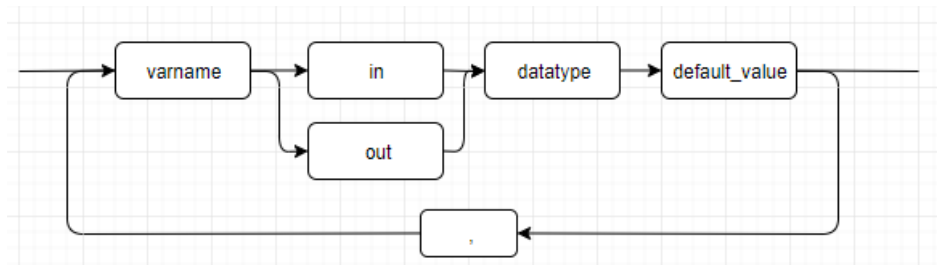 varname
in
datatype
default_value
out
,